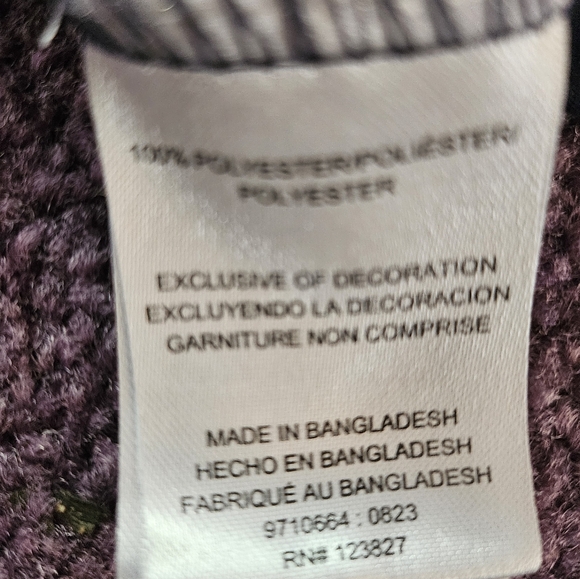 100% POLYESTER/POLIÉSTER/
POLYESTER
EXCLUSIVE OF DECORATION
EXCLUYENDO LA DECORACION
GARNITURE NON COMPRISE
MADE IN BANGLADESH
HECHO EN BANGLADESH
FABRIQUÉ AU BANGLADESH
9710664 : 0823
RN# 123827